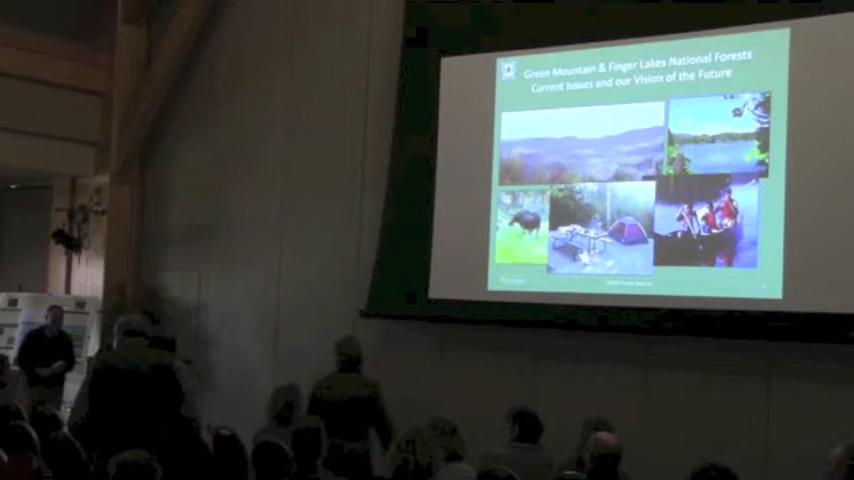 Green Mountain & Finger Lakes National Forests
Current Issues and our Vision of the Future